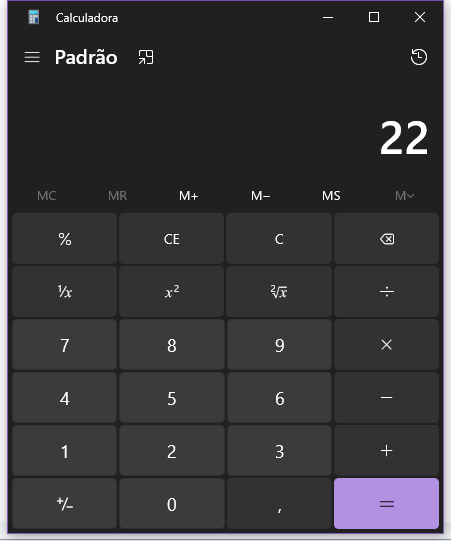 Calculadora
Padrão
22
MC MR M+ M− MS M
% CE C
¹⁄x x² ²√x ÷
7 8 9 ×
4 5 6 −
1 2 3 +
+/− 0 , =